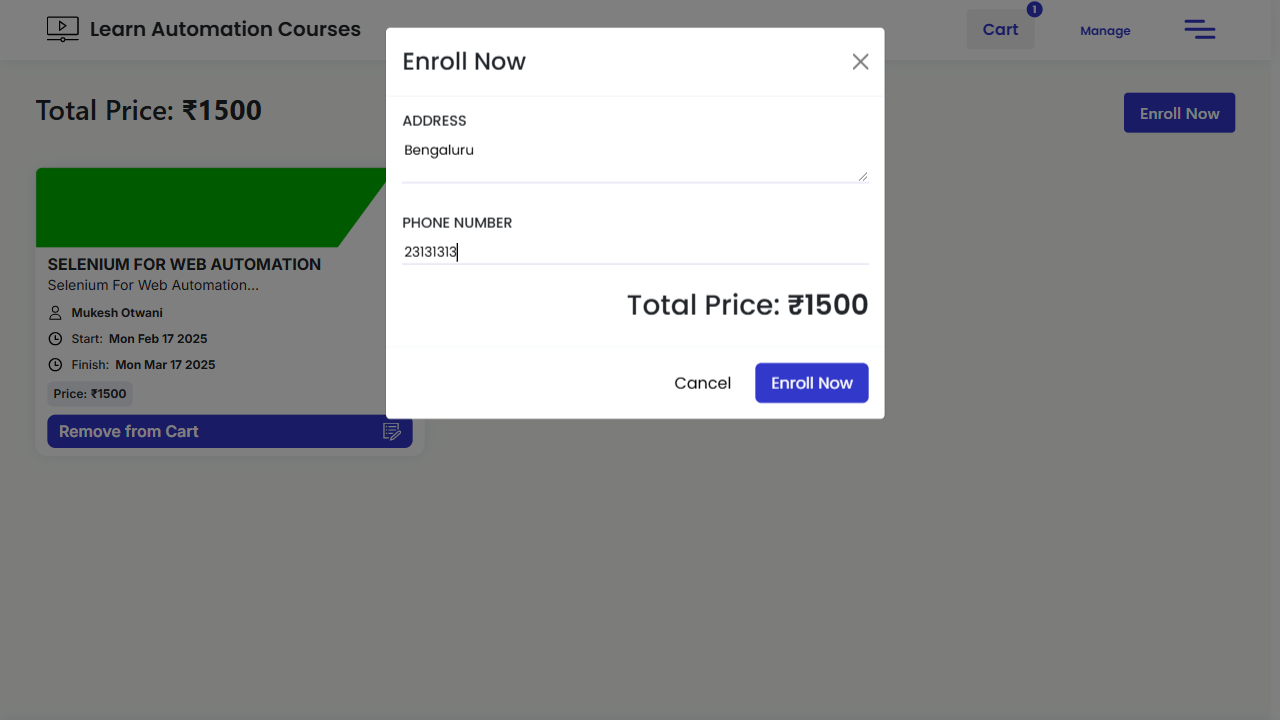 Learn Automation Courses
Cart
1
Manage
Total Price: ₹1500
Enroll Now
SELENIUM FOR WEB AUTOMATION
Selenium For Web Automation...
Mukesh Otwani
Start: Mon Feb 17 2025
Finish: Mon Mar 17 2025
Price: ₹1500
Remove from Cart
Enroll Now
ADDRESS
Bengaluru
PHONE NUMBER
23131313
Total Price: ₹1500
Cancel
Enroll Now